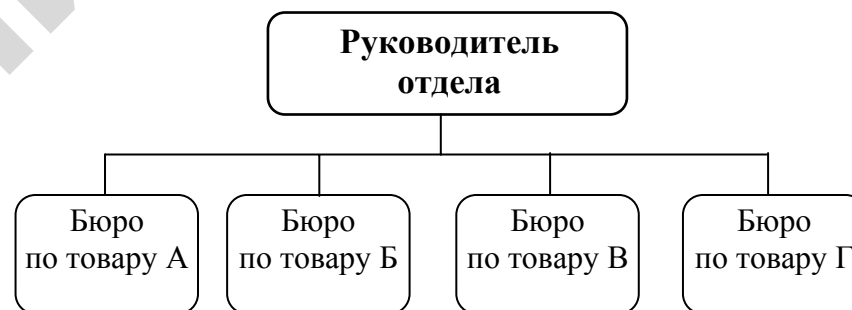 Руководитель
отдела
Бюро
по товару А
Бюро
по товару Б
Бюро
по товару В
Бюро
по товару Г